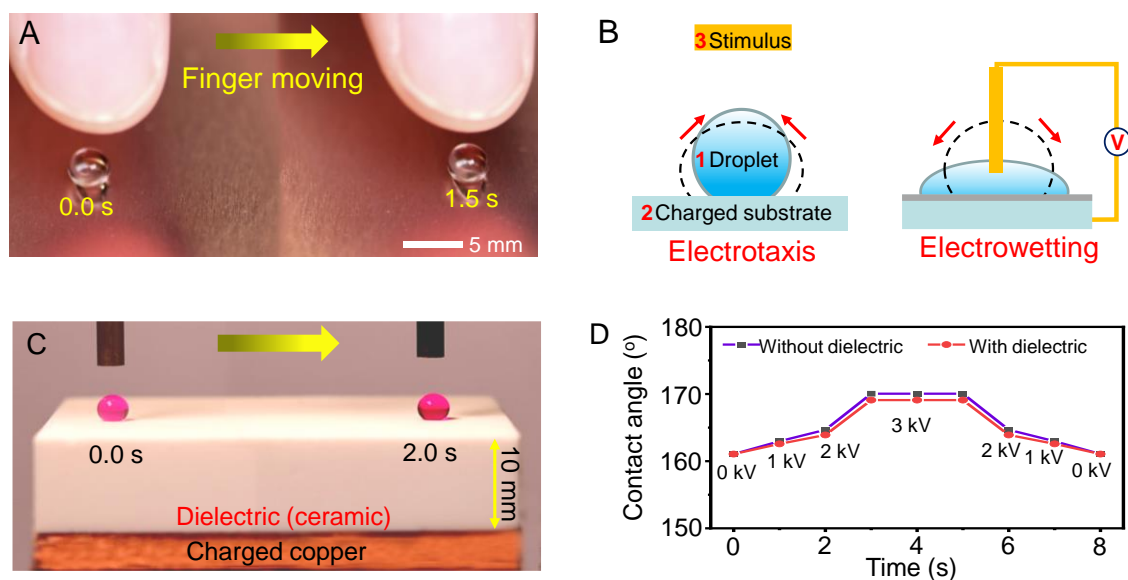 A
Finger moving
0.0 s
1.5 s
5 mm
B
3 Stimulus
1 Droplet
2 Charged substrate
Electrotaxis
V
Electrowetting
C
0.0 s
2.0 s
10 mm
Dielectric (ceramic)
Charged copper
D
Without dielectric
With dielectric
Contact angle (°)
180
170
160
150
0 kV
1 kV
2 kV
3 kV
2 kV
1 kV
0 kV
0 2 4 6 8
Time (s)